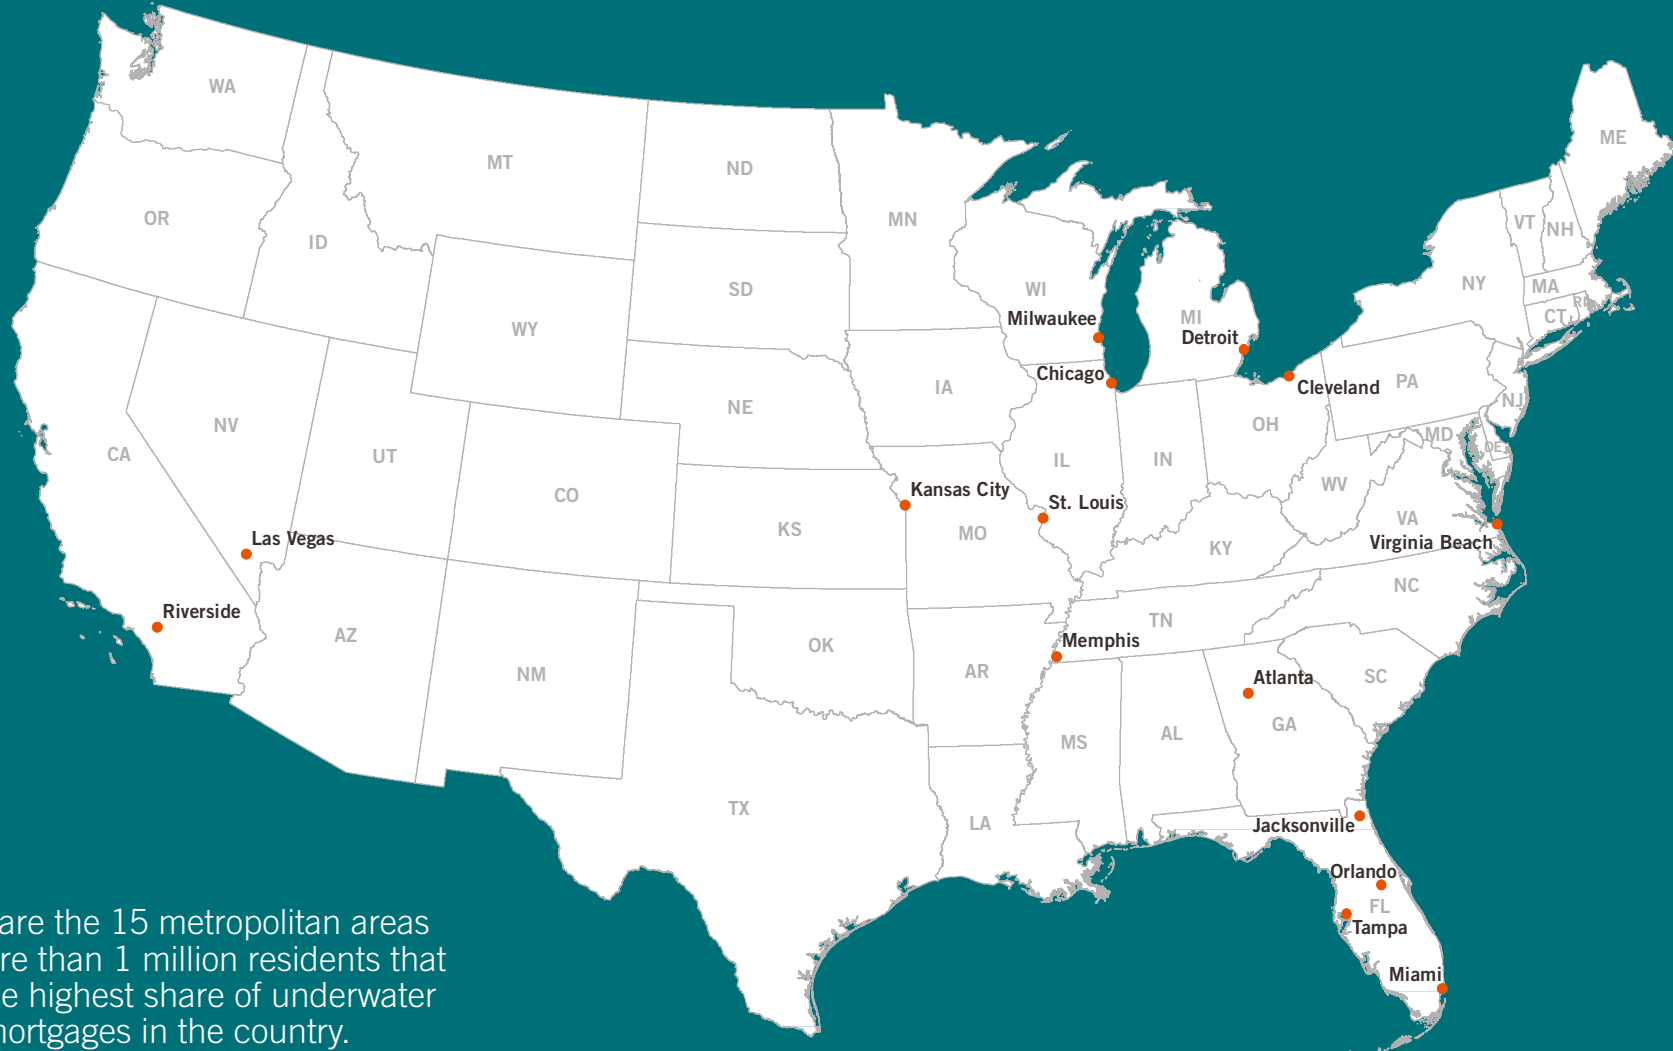 WA
MT
ND
MN
ME
OR
ID
SD
WI
MI
NY
VT
NH
MA
CT
RI
WY
Milwaukee
Detroit
Chicago
Cleveland
IA
NE
PA
NJ
OH
MD
DE
NV
CA
UT
CO
IL
IN
WV
Kansas City
St. Louis
KS
MO
KY
VA
Virginia Beach
Las Vegas
Riverside
AZ
NM
OK
AR
TN
NC
Memphis
Atlanta
SC
GA
MS
AL
TX
LA
Jacksonville
Orlando
FL
Tampa
Miami
are the 15 metropolitan areas
re than 1 million residents that
e highest share of underwater
mortgages in the country.